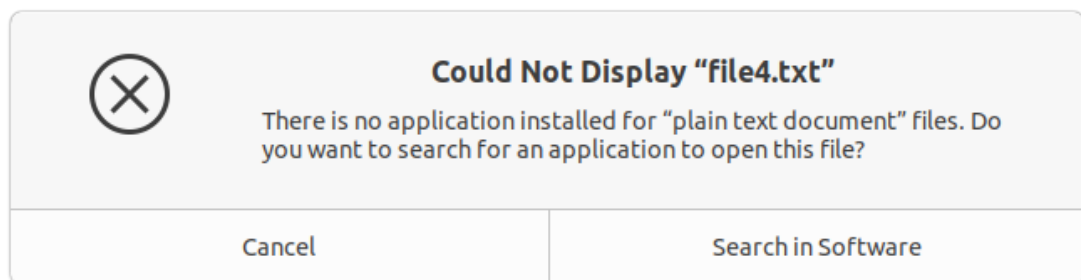 Could Not Display “file4.txt”
There is no application installed for “plain text document” files. Do
you want to search for an application to open this file?
Cancel
Search in Software